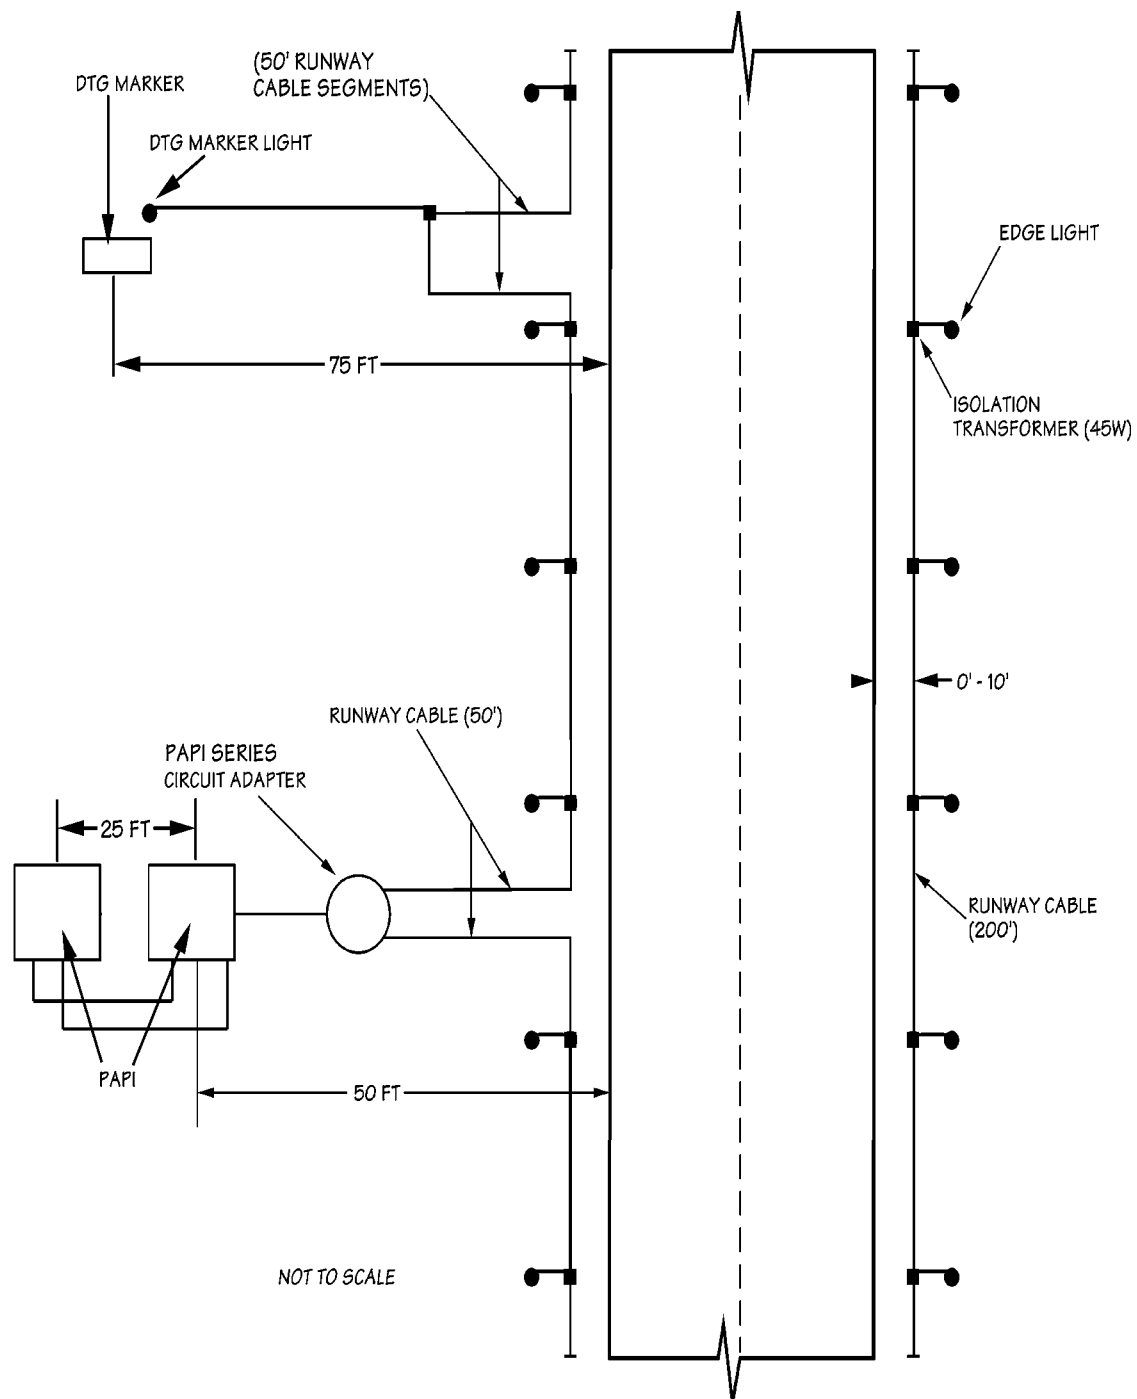 (50' RUNWAY
CABLE SEGMENTS)
DTG MARKER
DTG MARKER LIGHT
EDGE LIGHT
75 FT
ISOLATION
TRANSFORMER (45W)
0' - 10'
RUNWAY CABLE (50')
PAPI SERIES
CIRCUIT ADAPTER
25 FT
RUNWAY CABLE
(200')
PAPI
50 FT
NOT TO SCALE